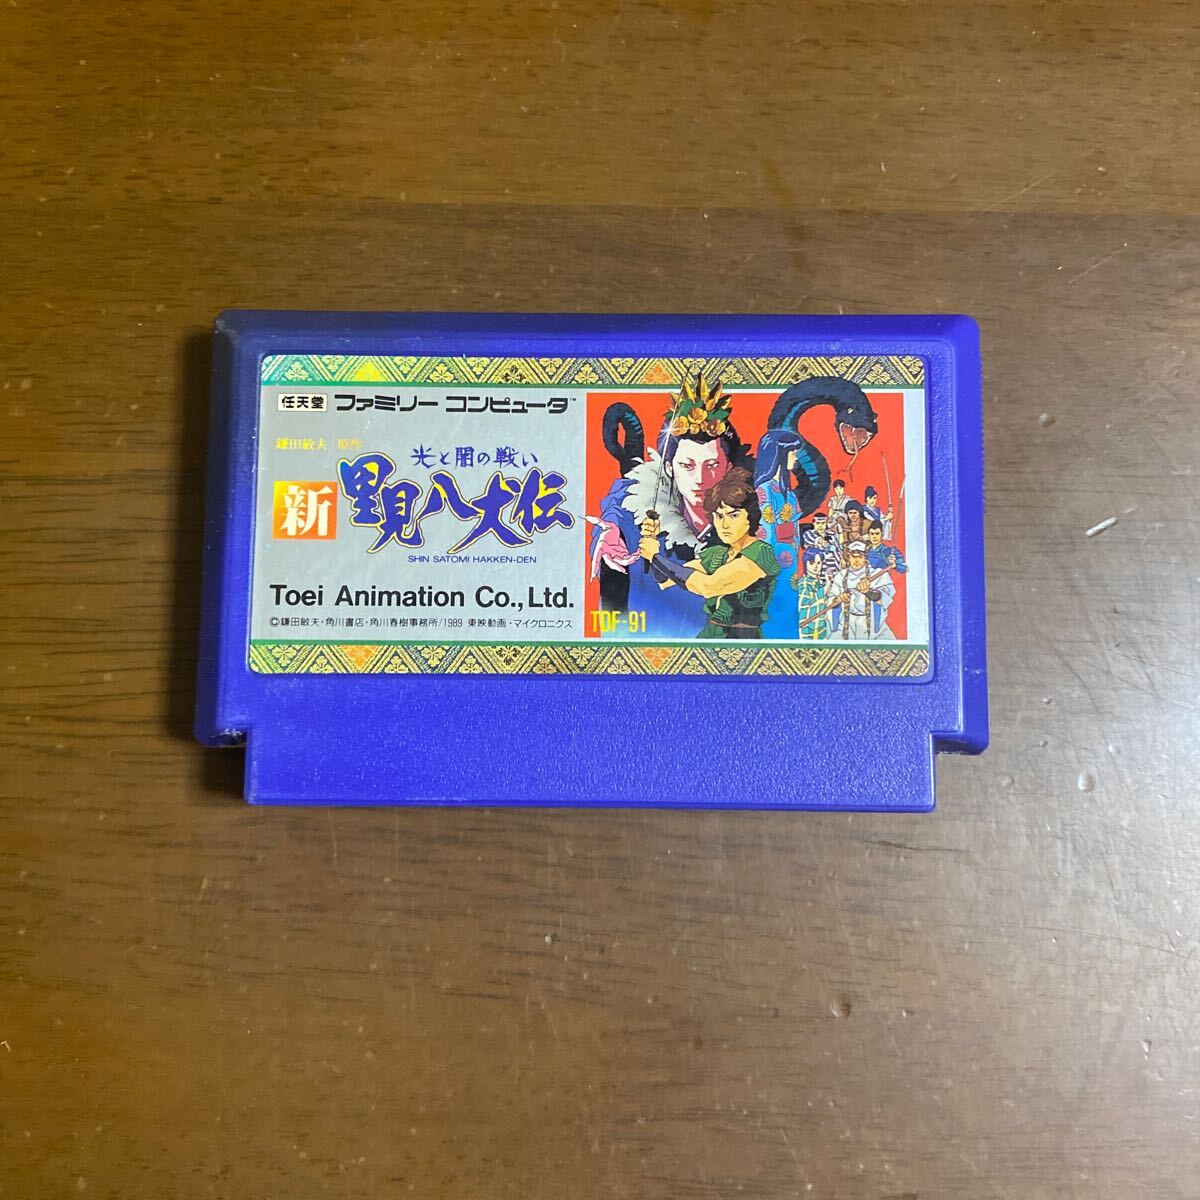 任天堂 ファミリー コンピュータ™
鎌田敏夫 原作
光と闇の戦い
新 里見八犬伝
SHIN SATOMI HAKKEN-DEN
Toei Animation Co., Ltd.
©鎌田敏夫・角川書店・角川春樹事務所/1989 東映動画・マイクロニクス
TDF-91